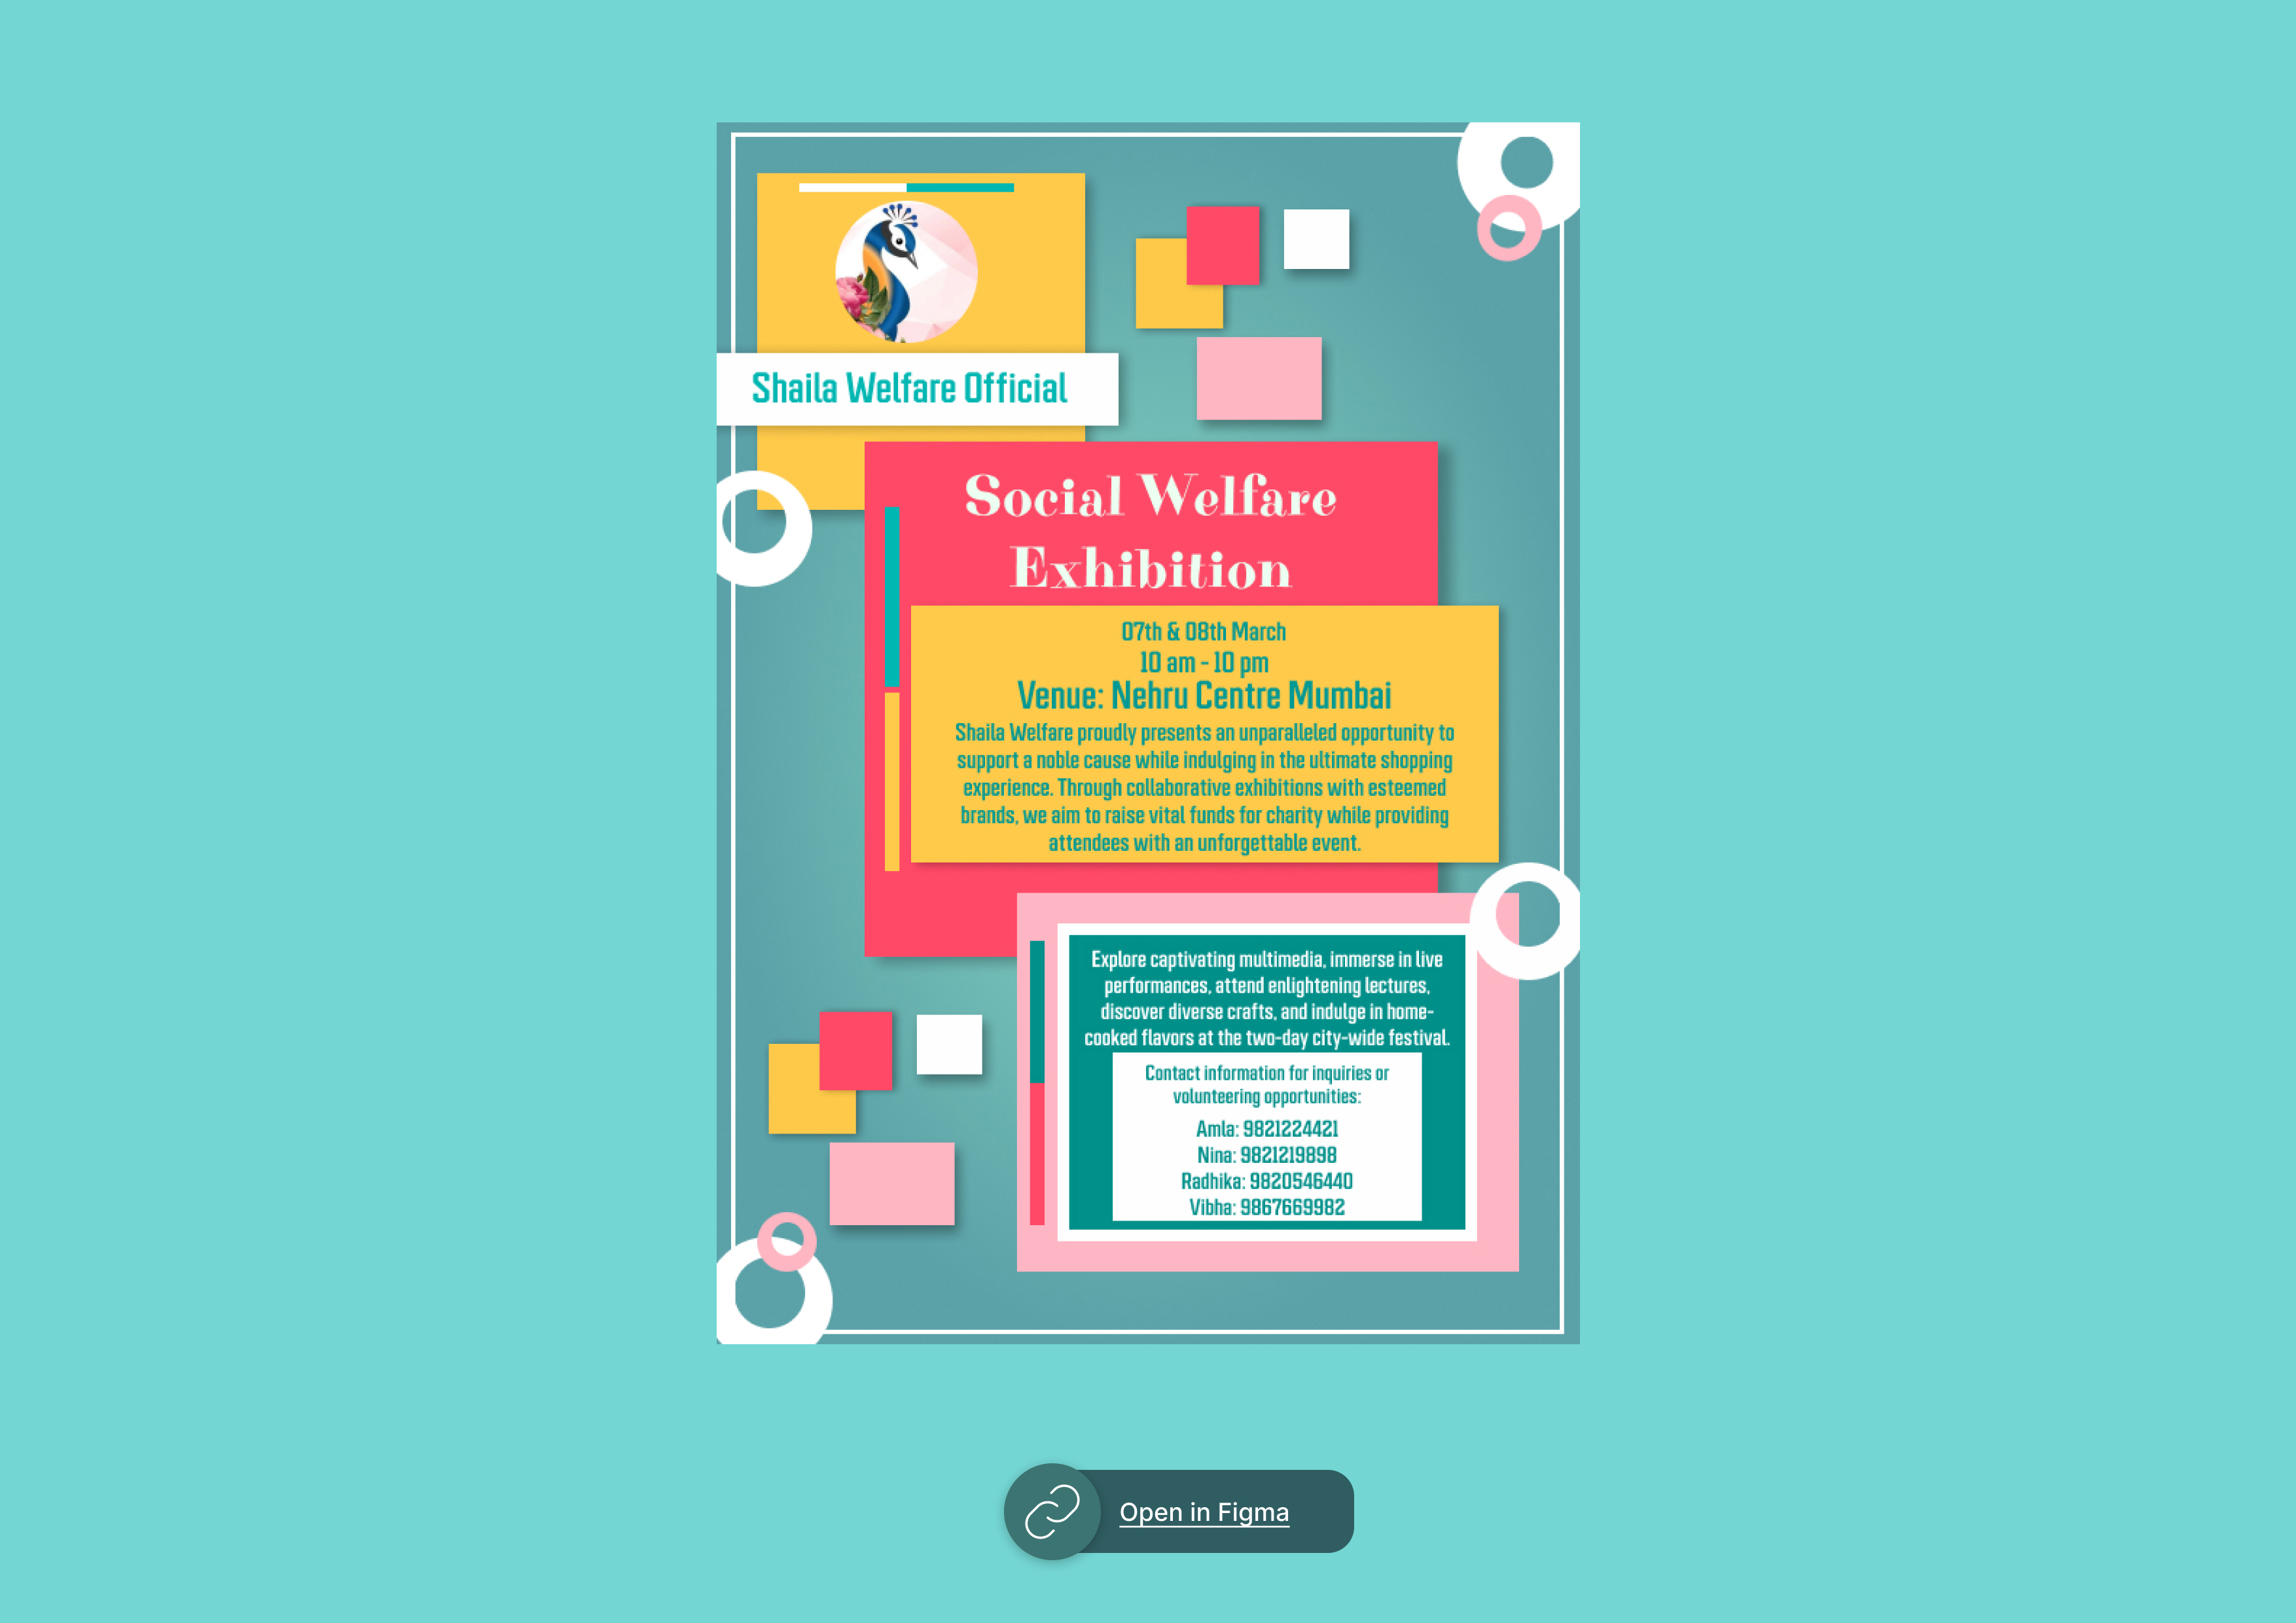 Shaila Welfare Official
Social Welfare
Exhibition
07th & 08th March
10 am - 10 pm
Venue: Nehru Centre Mumbai
Shaila Welfare proudly presents an unparalleled opportunity to
support a noble cause while indulging in the ultimate shopping
experience. Through collaborative exhibitions with esteemed
brands, we aim to raise vital funds for charity while providing
attendees with an unforgettable event.
Explore captivating multimedia, immerse in live
performances, attend enlightening lectures,
discover diverse crafts, and indulge in home-
cooked flavors at the two-day city-wide festival.
Contact information for inquiries or
volunteering opportunities:
Amla: 9821224421
Nina: 9821219898
Radhika: 9820546440
Vibha: 9867669982
Open in Figma